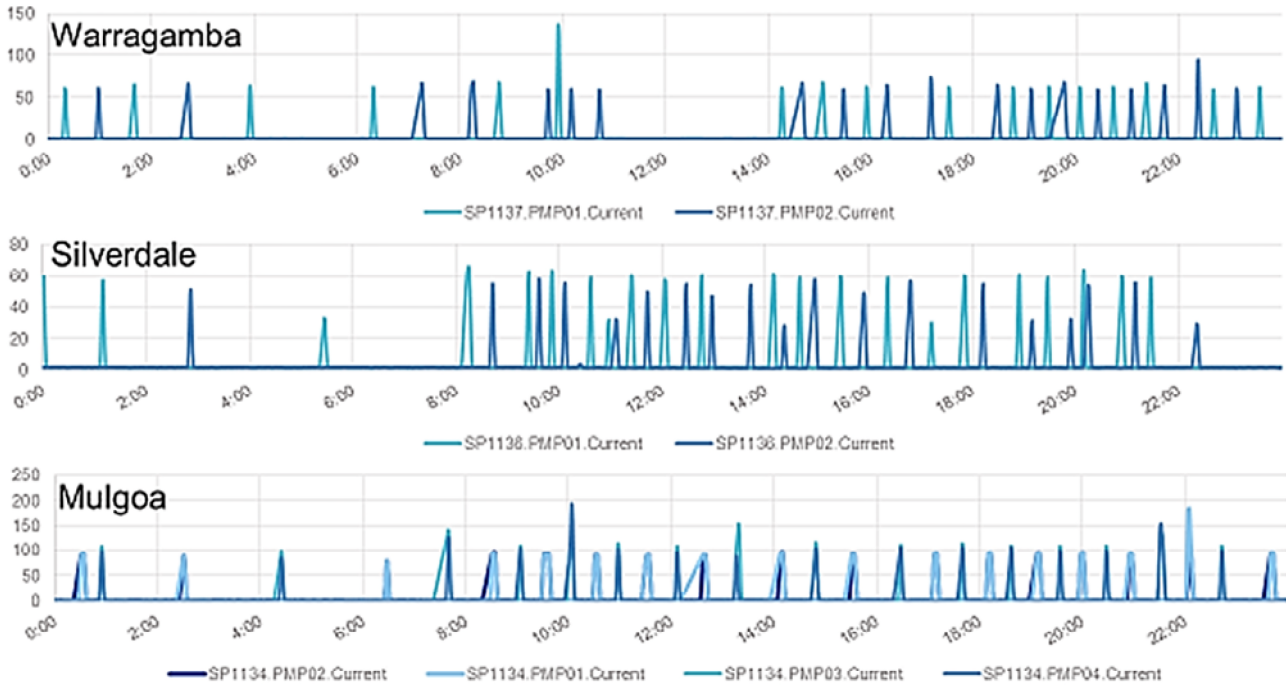 Warragamba
150
100
50
0
0:00 2:00 4:00 6:00 8:00 10:00 12:00 14:00 16:00 18:00 20:00 22:00
SP1137.PMP01.Current SP1137.PMP02.Current
Silverdale
80
60
40
20
0
0:00 2:00 4:00 6:00 8:00 10:00 12:00 14:00 16:00 18:00 20:00 22:00
SP1136.PMP01.Current SP1136.PMP02.Current
Mulgoa
250
200
150
100
50
0
0:00 2:00 4:00 6:00 8:00 10:00 12:00 14:00 16:00 18:00 20:00 22:00
SP1134.PMP02.Current SP1134.PMP01.Current SP1134.PMP03.Current SP1134.PMP04.Current